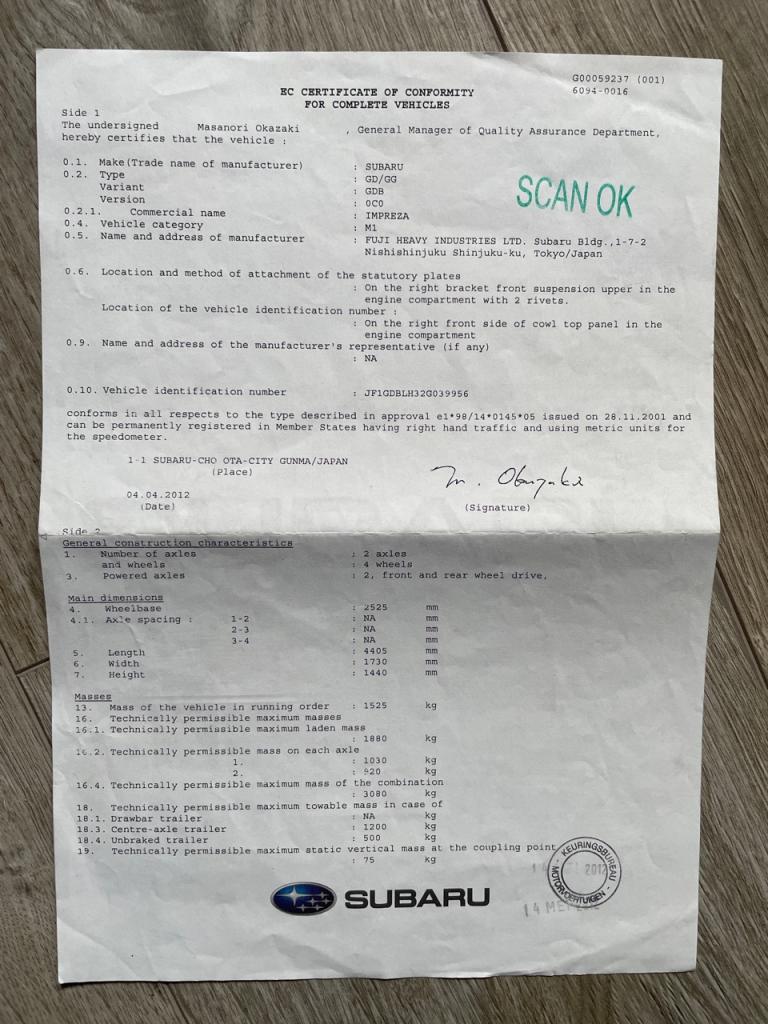 G00059237 (001)
6094-0016
EC CERTIFICATE OF CONFORMITY
FOR COMPLETE VEHICLES
Side 1
The undersigned Masanori Okazaki , General Manager of Quality Assurance Department,
hereby certifies that the vehicle :
0.1. Make(Trade name of manufacturer) : SUBARU
0.2. Type : GD/GG
Variant : GDB
Version : 0C0
0.2.1. Commercial name : IMPREZA
0.4. Vehicle category : M1
0.5. Name and address of manufacturer : FUJI HEAVY INDUSTRIES LTD. Subaru Bldg.,1-7-2
Nishishinjuku Shinjuku-ku, Tokyo/Japan
SCAN OK
0.6. Location and method of attachment of the statutory plates
: On the right bracket front suspension upper in the
engine compartment with 2 rivets.
Location of the vehicle identification number :
: On the right front side of cowl top panel in the
engine compartment
0.9. Name and address of the manufacturer's representative (if any)
: NA
0.10. Vehicle identification number : JF1GDBLH32G039956
conforms in all respects to the type described in approval e1*98/14*0145*05 issued on 28.11.2001 and
can be permanently registered in Member States having right hand traffic and using metric units for
the speedometer.
1-1 SUBARU-CHO OTA-CITY GUNMA/JAPAN
(Place)
04.04.2012
(Date)
(Signature)
Side 2
General construction characteristics
1. Number of axles : 2 axles
and wheels : 4 wheels
3. Powered axles : 2, front and rear wheel drive,
Main dimensions
4. Wheelbase : 2525 mm
4.1. Axle spacing : 1-2 : NA mm
2-3 : NA mm
3-4 : NA mm
5. Length : 4405 mm
6. Width : 1730 mm
7. Height : 1440 mm
Masses
13. Mass of the vehicle in running order : 1525 kg
16. Technically permissible maximum masses
16.1. Technically permissible maximum laden mass
: 1880 kg
16.2. Technically permissible mass on each axle
1. : 1030 kg
2. : 920 kg
16.4. Technically permissible maximum mass of the combination
: 3080 kg
18. Technically permissible maximum towable mass in case of
18.1. Drawbar trailer : NA kg
18.3. Centre-axle trailer : 1200 kg
18.4. Unbraked trailer : 500 kg
19. Technically permissible maximum static vertical mass at the coupling point
: 75 kg
KEURINGSBUREAU
MOTORVOERTUIGEN
14 2012
14 MEI
SUBARU